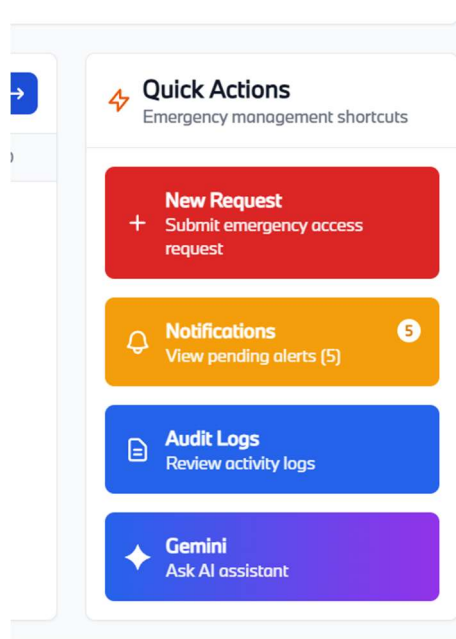 Quick Actions
Emergency management shortcuts
New Request
Submit emergency access
request
Notifications
5
View pending alerts (5)
Audit Logs
Review activity logs
Gemini
Ask AI assistant